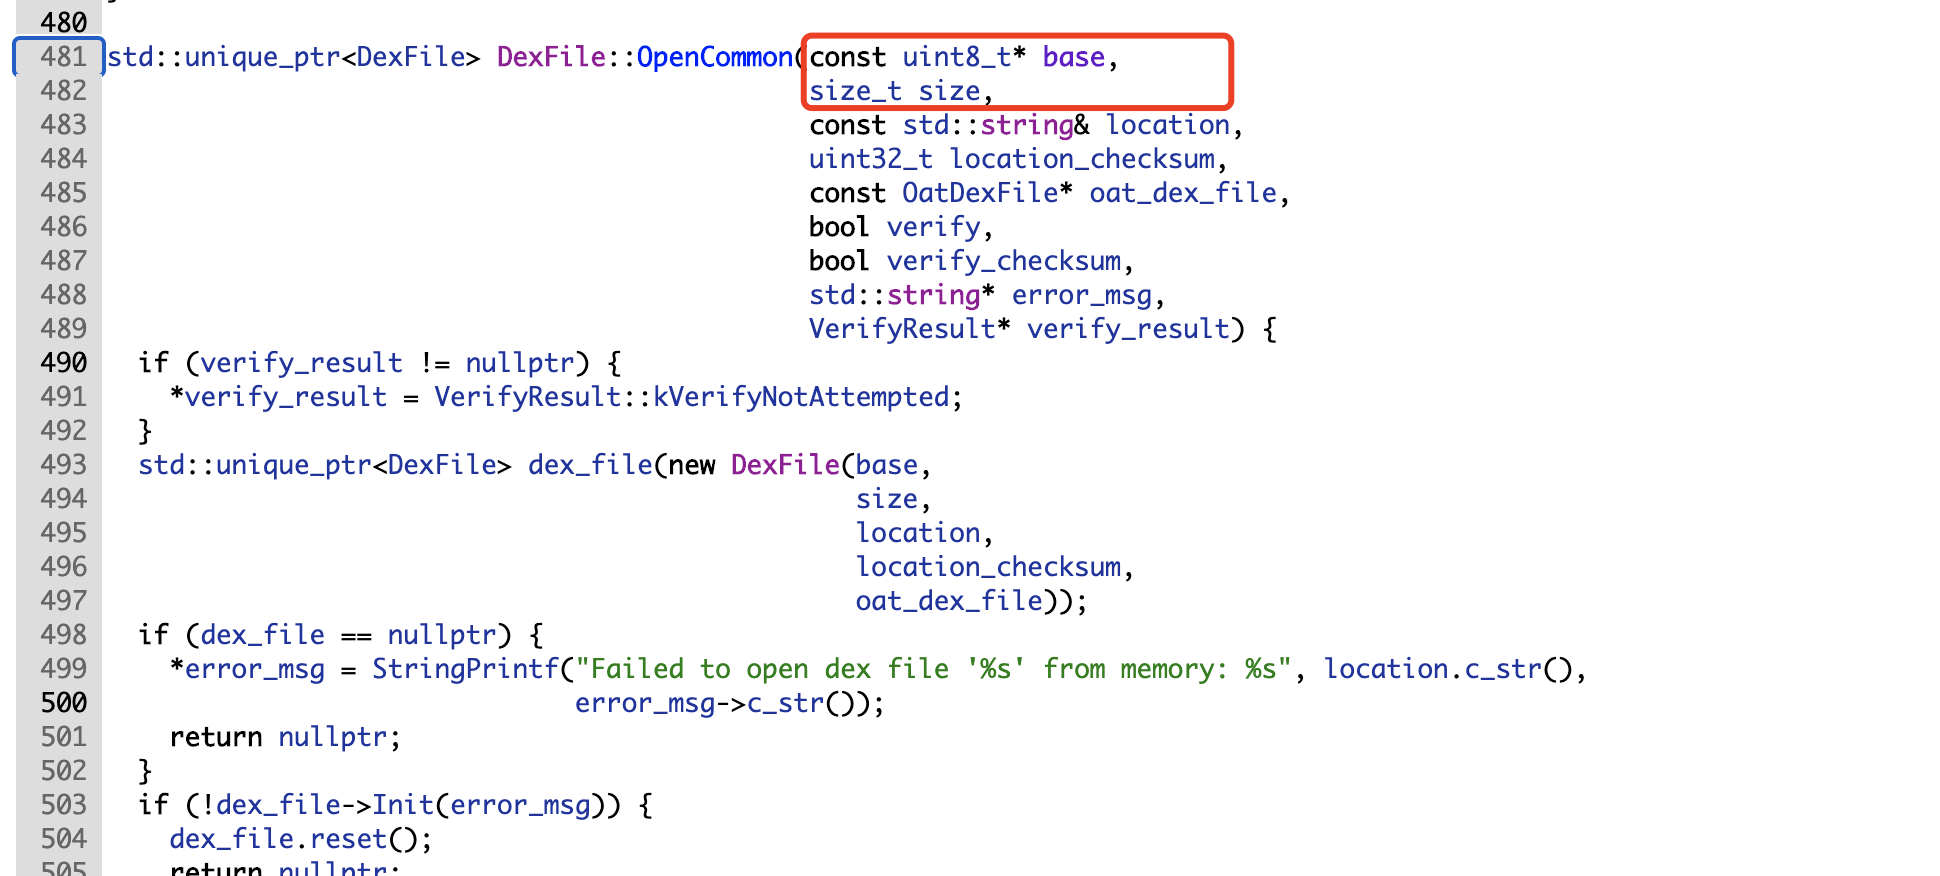 480
481 std::unique_ptr<DexFile> DexFile::OpenCommon(const uint8_t* base,
482 size_t size,
483 const std::string& location,
484 uint32_t location_checksum,
485 const OatDexFile* oat_dex_file,
486 bool verify,
487 bool verify_checksum,
488 std::string* error_msg,
489 VerifyResult* verify_result) {
490 if (verify_result != nullptr) {
491 *verify_result = VerifyResult::kVerifyNotAttempted;
492 }
493 std::unique_ptr<DexFile> dex_file(new DexFile(base,
494 size,
495 location,
496 location_checksum,
497 oat_dex_file));
498 if (dex_file == nullptr) {
499 *error_msg = StringPrintf("Failed to open dex file '%s' from memory: %s", location.c_str(),
500 error_msg->c_str());
501 return nullptr;
502 }
503 if (!dex_file->Init(error_msg)) {
504 dex_file.reset();
505 return nullptr;